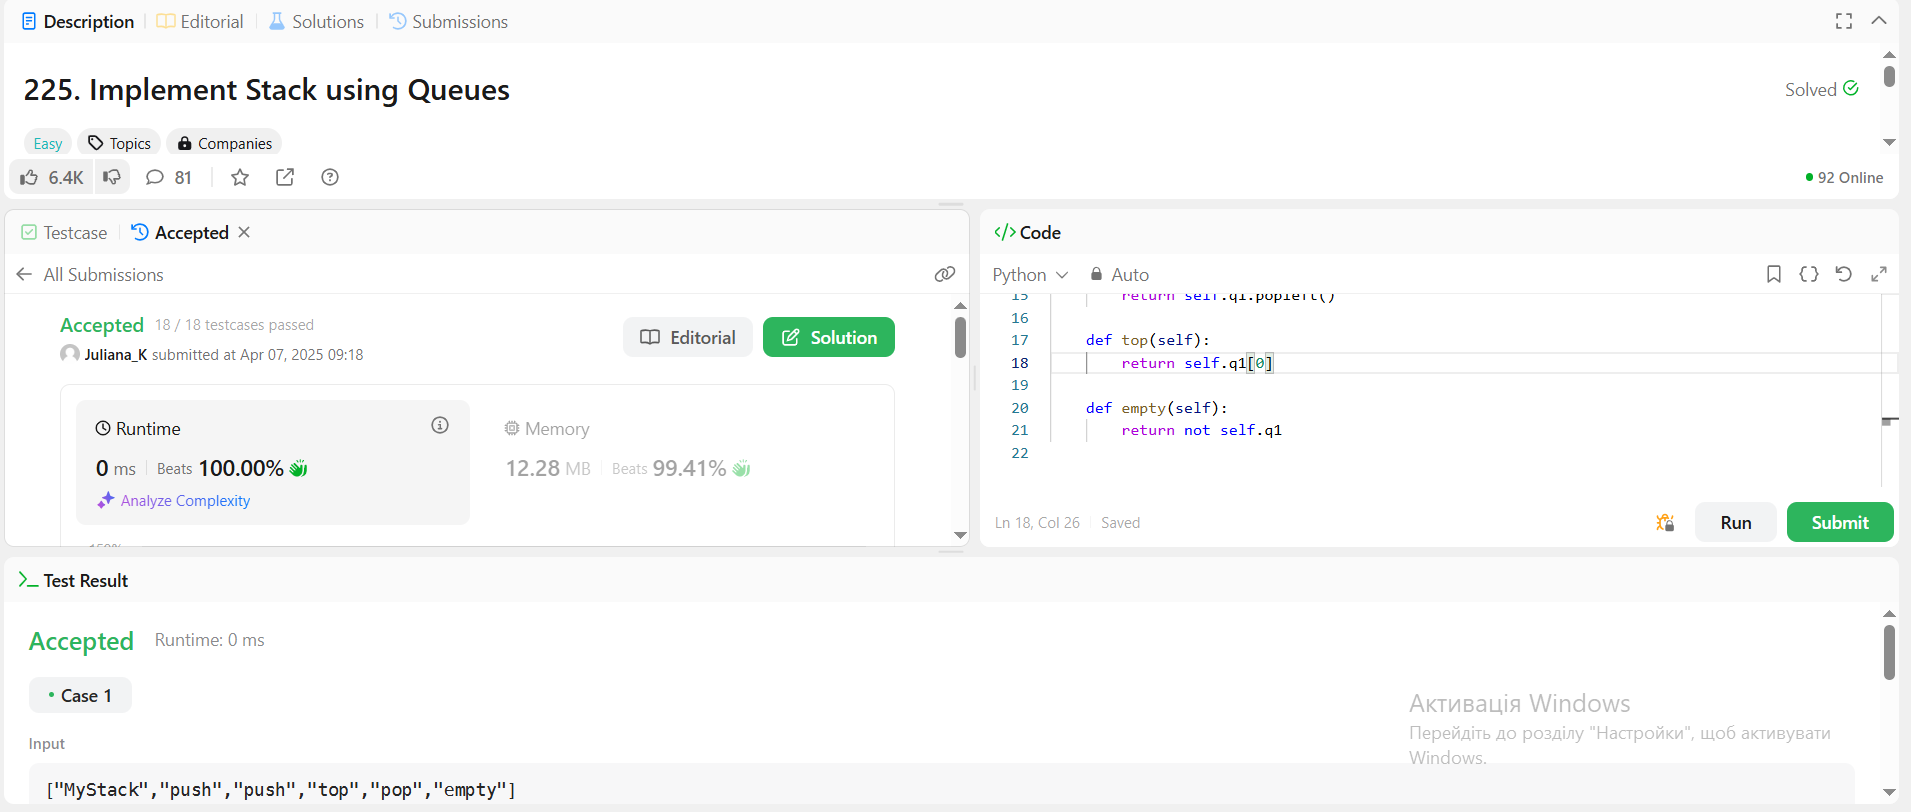 Description Editorial Solutions Submissions
225. Implement Stack using Queues
Solved
Easy Topics Companies
6.4K 81
92 Online
Testcase Accepted
All Submissions
Accepted 18 / 18 testcases passed
Juliana_K submitted at Apr 07, 2025 09:18
Editorial Solution
Runtime
0 ms Beats 100.00%
Analyze Complexity
Memory
12.28 MB Beats 99.41%
Code
Python Auto
15 return self.q1.popleft()
16
17 def top(self):
18 return self.q1[0]
19
20 def empty(self):
21 return not self.q1
22
Ln 18, Col 26 Saved
Run Submit
Test Result
Accepted Runtime: 0 ms
Case 1
Input
["MyStack","push","push","top","pop","empty"]
Активація Windows
Перейдіть до розділу "Настройки", щоб активувати
Windows.